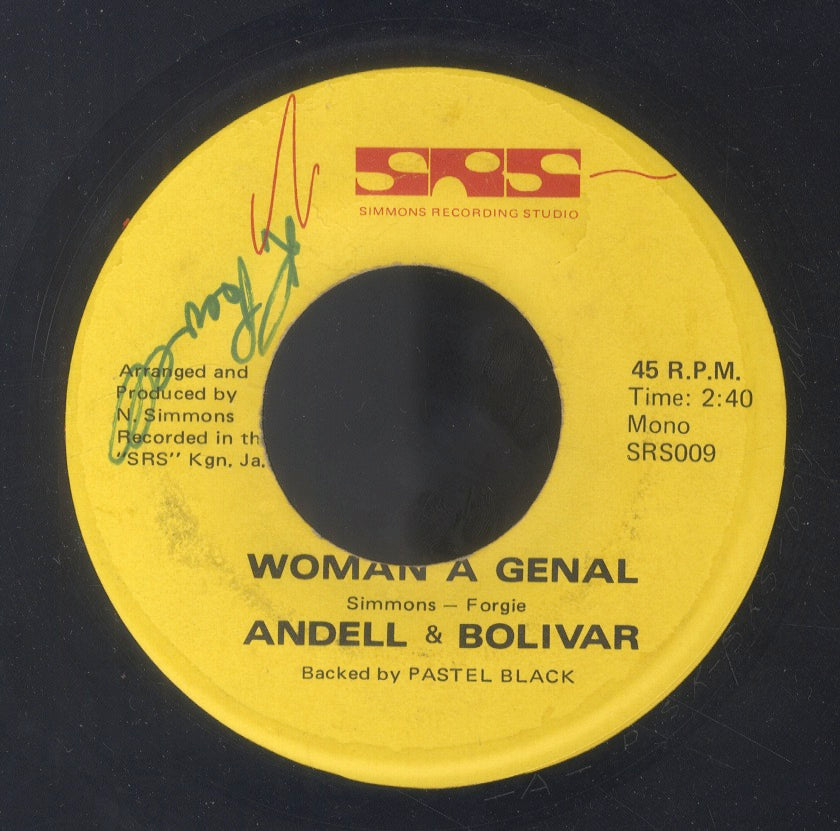 SRS
SIMMONS RECORDING STUDIO
Arranged and
Produced by
N. Simmons
Recorded in th
"SRS" Kgn. Ja.
45 R.P.M.
Time: 2:40
Mono
SRS009
WOMAN A GENAL
Simmons – Forgie
ANDELL & BOLIVAR
Backed by PASTEL BLACK